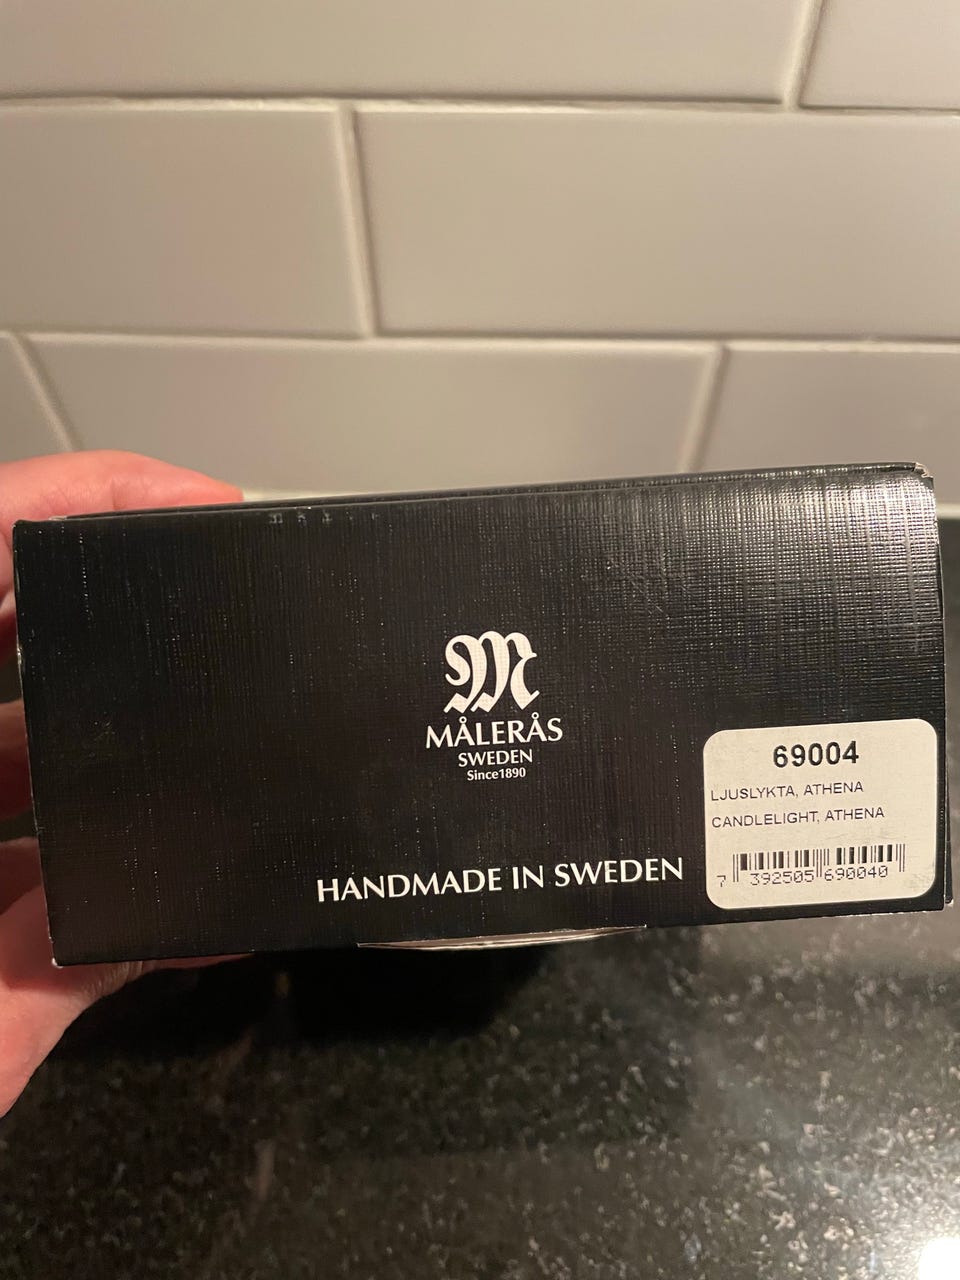 M
MÅLERÅS
SWEDEN
Since1890
HANDMADE IN SWEDEN
69004
LJUSLYKTA, ATHENA
CANDLELIGHT, ATHENA
7 392505 690040